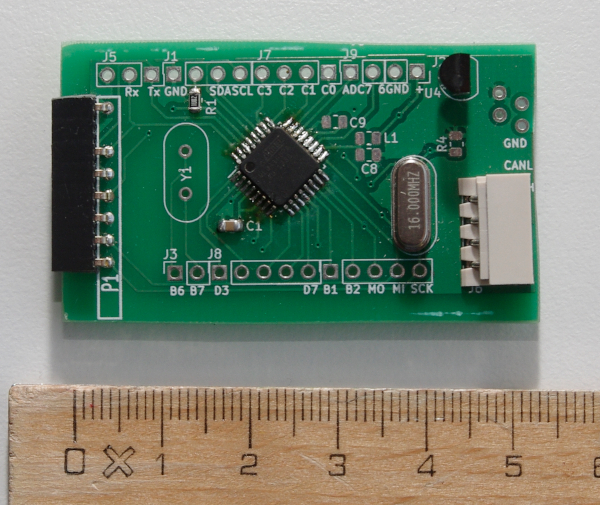 J5 J1 J7 J9
Rx Tx GND SDA SCL C3 C2 C1 C0 ADC7 6 GND +
U4
R1
C9
L1
R4
C8
GND
CANL
Y1
16.000MHZ
C1
J3 J8
P1
B6 B7 D3 D7 B1 B2 MO MI SCK
0 1 2 3 4 5